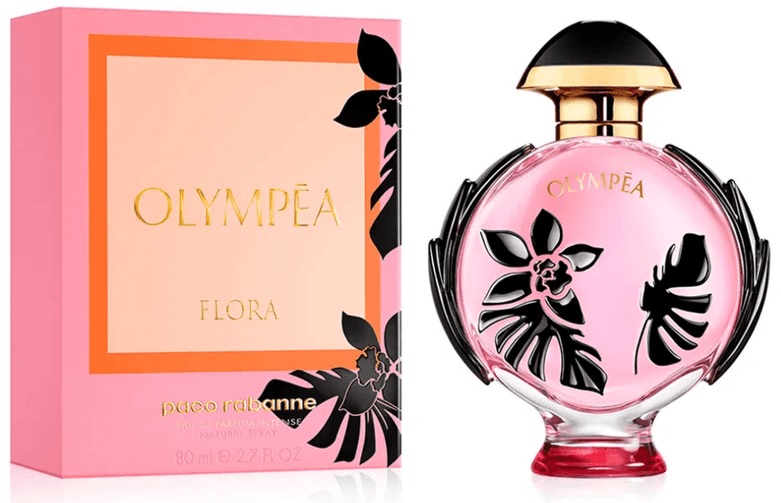 OLYMPĒA
FLORA
paco rabanne
EAU DE PARFUM INTENSE
NATURAL SPRAY
80 ml ℮ 2.7 FL OZ
OLYMPĒA